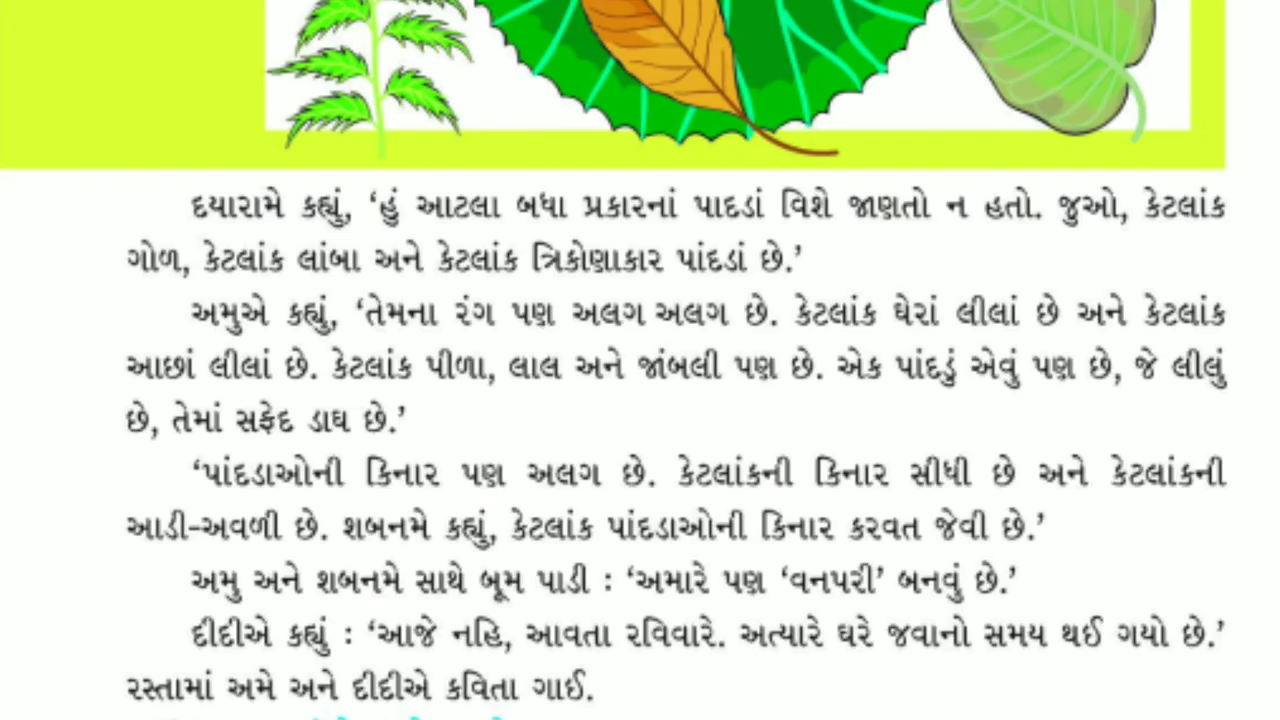 દયારામે કહ્યું, ‘હું આટલા બધા પ્રકારનાં પાદડાં વિશે જાણતો ન હતો. જુઓ, કેટલાંક
ગોળ, કેટલાંક લાંબા અને કેટલાંક ત્રિકોણાકાર પાંદડાં છે.’
અમુએ કહ્યું, ‘તેમના રંગ પણ અલગ અલગ છે. કેટલાંક ઘેરાં લીલાં છે અને કેટલાંક
આછાં લીલાં છે. કેટલાંક પીળા, લાલ અને જાંબલી પણ છે. એક પાંદડું એવું પણ છે, જે લીલું
છે, તેમાં સફેદ ડાઘ છે.’
‘પાંદડાઓની કિનાર પણ અલગ છે. કેટલાંકની કિનાર સીધી છે અને કેટલાંકની
આડી-અવળી છે. શબનમે કહ્યું, કેટલાંક પાંદડાઓની કિનાર કરવત જેવી છે.’
અમુ અને શબનમે સાથે બૂમ પાડી : ‘અમારે પણ ‘વનપરી’ બનવું છે.’
દીદીએ કહ્યું : ‘આજે નહિ, આવતા રવિવારે. અત્યારે ઘરે જવાનો સમય થઈ ગયો છે.’
રસ્તામાં અમે અને દીદીએ કવિતા ગાઈ.